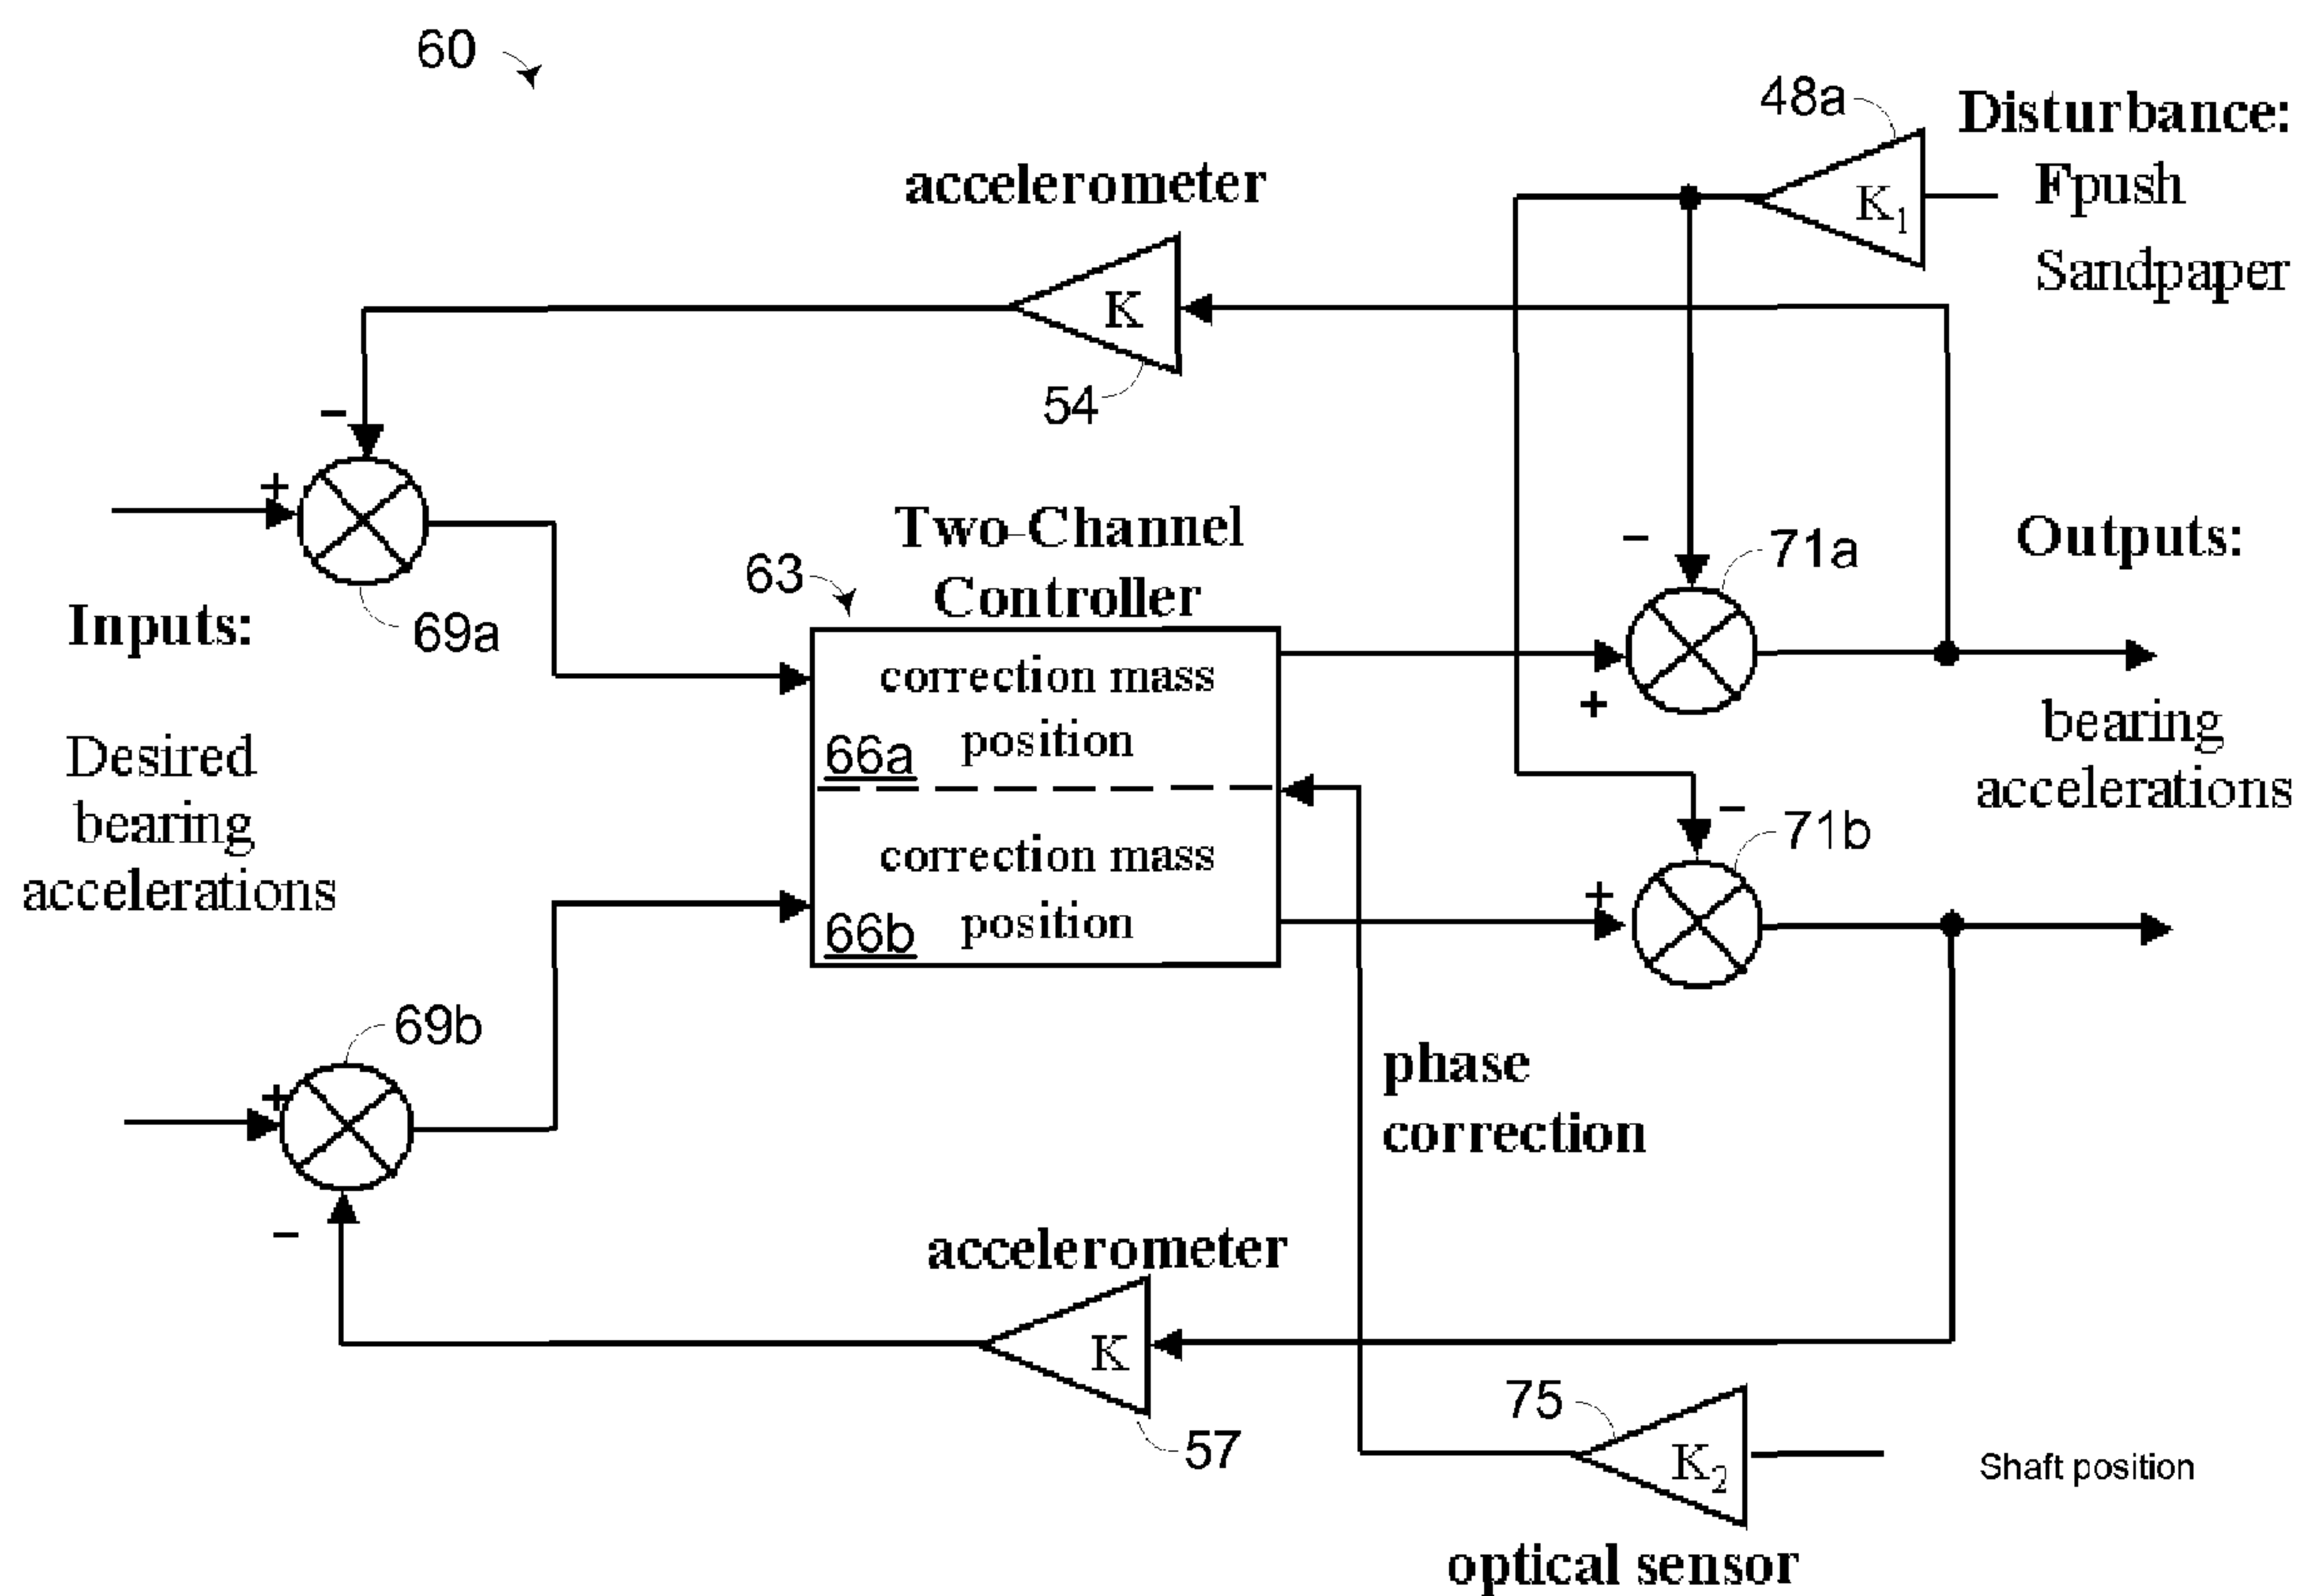 60
48a
Disturbance:
Fpush
Sandpaper
K1
accelerometer
K
54
−
+
69a
Inputs:
Desired
bearing
accelerations
Two-Channel
Controller
63
correction mass
position
66a
correction mass
position
66b
−
71a
+
Outputs:
bearing
accelerations
−
71b
+
69b
+
−
phase
correction
accelerometer
K
57
75
K2
Shaft position
optical sensor